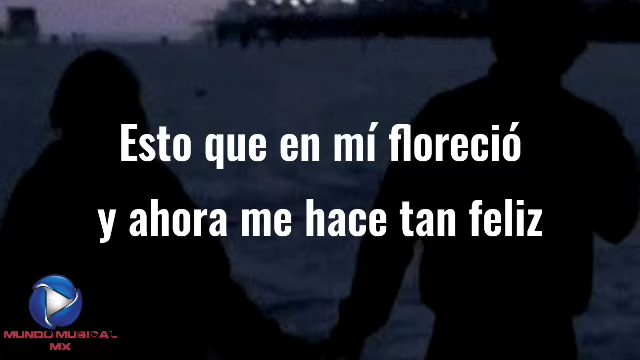 Esto que en mí floreció
y ahora me hace tan feliz
MUNDO MUSICAL
MX